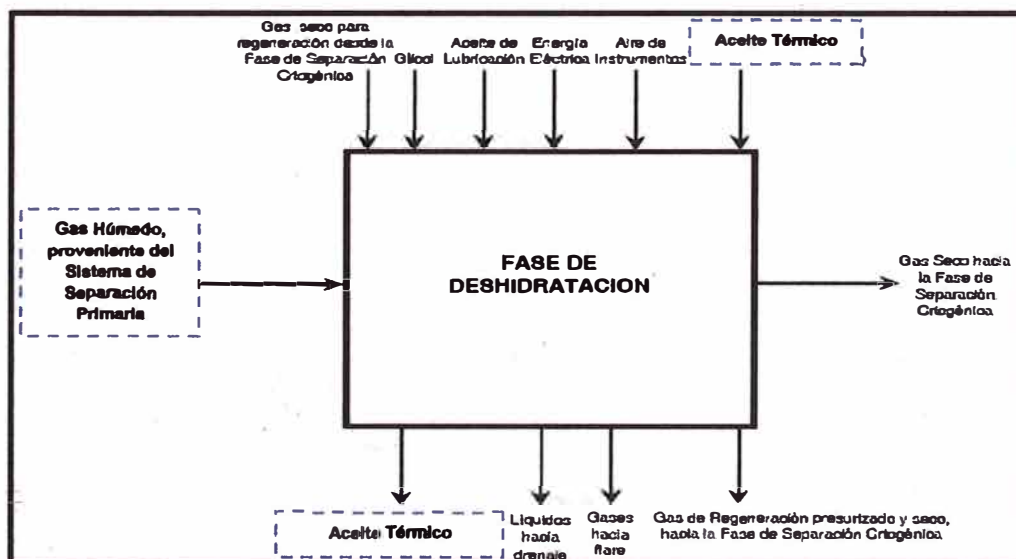 Gas seco para
regeneración desde la
Fase de Separación
Criogénica
Glicol
Aceite de
Lubricación
Energía
Eléctrica
Aire de
Instrumentos
Aceite Térmico
Gas Húmedo,
proveniente del
Sistema de
Separación
Primaria
FASE DE
DESHIDRATACION
Gas Seco hacia
la Fase de
Separación
Criogénica
Aceite Térmico
Líquidos
hacia
drenaje
Gases
hacia
flare
Gas de Regeneración presurizado y seco,
hacia la Fase de Separación Criogénica